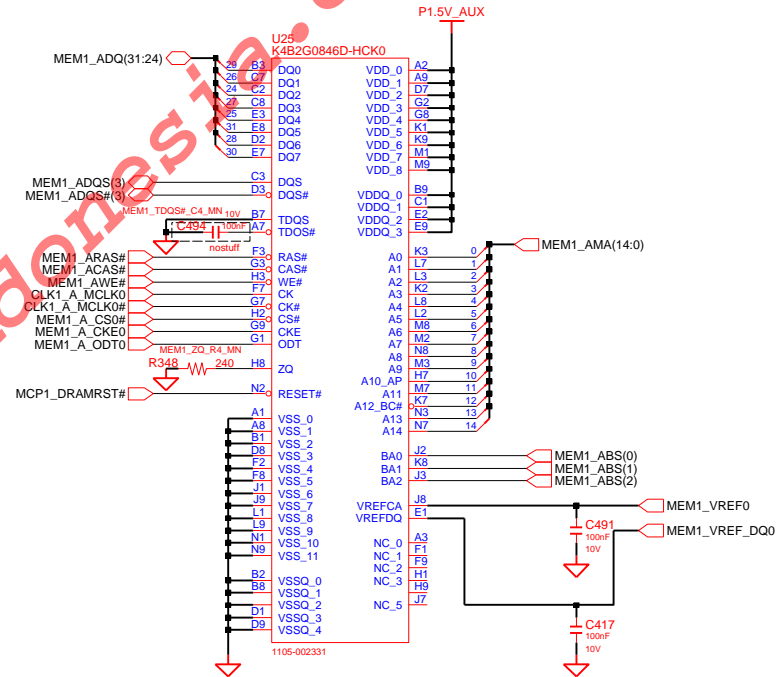 P1.5V_AUX
U25
K4B2G0846D-HCK0
MEM1_ADQ(31:24)
29 B3 DQ0 VDD_0 A2
26 C7 DQ1 VDD_1 A9
24 C2 DQ2 VDD_2 D7
27 C8 DQ3 VDD_3 G2
25 E3 DQ4 VDD_4 G8
31 E8 DQ5 VDD_5 K1
28 D2 DQ6 VDD_6 K9
30 E7 DQ7 VDD_7 M1
VDD_8 M9
MEM1_ADQS(3) C3 DQS
MEM1_ADQS#(3) D3 DQS# VDDQ_0 B9
VDDQ_1 C1
MEM1_TDQS#_C4_MN 10V B7 TDQS VDDQ_2 E2
C494 100nF A7 TDOS# VDDQ_3 E9
nostuff
MEM1_AMA(14:0)
MEM1_ARAS# F3 RAS# A0 K3 0
MEM1_ACAS# G3 CAS# A1 L7 1
MEM1_AWE# H3 WE# A2 L3 2
CLK1_A_MCLK0 F7 CK A3 K2 3
CLK1_A_MCLK0# G7 CK# A4 L8 4
MEM1_A_CS0# H2 CS# A5 L2 5
MEM1_A_CKE0 G9 CKE A6 M8 6
MEM1_A_ODT0 G1 ODT A7 M2 7
MEM1_ZQ_R4_MN A8 N8 8
R348 240 H8 ZQ A9 M3 9
A10_AP H7 10
MCP1_DRAMRST# N2 RESET# A11 M7 11
A12_BC# K7 12
A13 N3 13
A14 N7 14
A1 VSS_0
A8 VSS_1
B1 VSS_2
D8 VSS_3 BA0 J2 MEM1_ABS(0)
F2 VSS_4 BA1 K8 MEM1_ABS(1)
F8 VSS_5 BA2 J3 MEM1_ABS(2)
J1 VSS_6
J9 VSS_7 VREFCA J8 MEM1_VREF0
L1 VSS_8 VREFDQ E1
L9 VSS_9 C491 MEM1_VREF_DQ0
N1 VSS_10 NC_0 A3 100nF
N9 VSS_11 NC_1 F1 10V
NC_2 F9
B2 VSSQ_0 NC_3 H1
B8 VSSQ_1 H9
VSSQ_2 NC_5 J7
D1 VSSQ_3
D9 VSSQ_4 C417
100nF
10V
1105-002331
donesia.